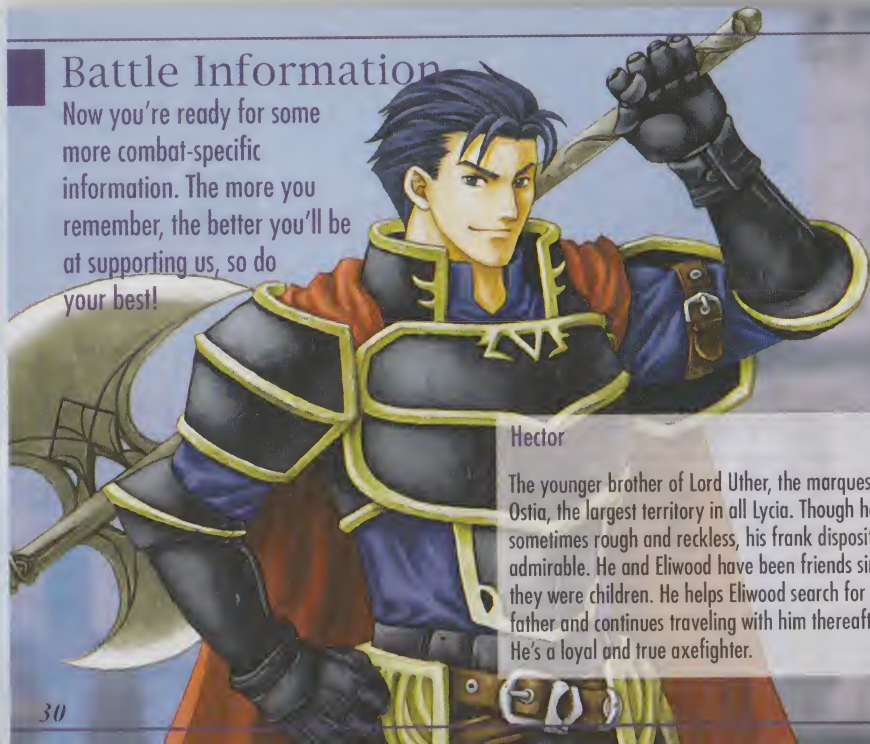 Battle Information
Now you're ready for some
more combat-specific
information. The more you
remember, the better you'll be
at supporting us, so do
your best!
Hector
The younger brother of Lord Uther, the marques
Ostia, the largest territory in all Lycia. Though he
sometimes rough and reckless, his frank disposit
admirable. He and Eliwood have been friends sin
they were children. He helps Eliwood search for
father and continues traveling with him thereaft
He's a loyal and true axefighter.
30